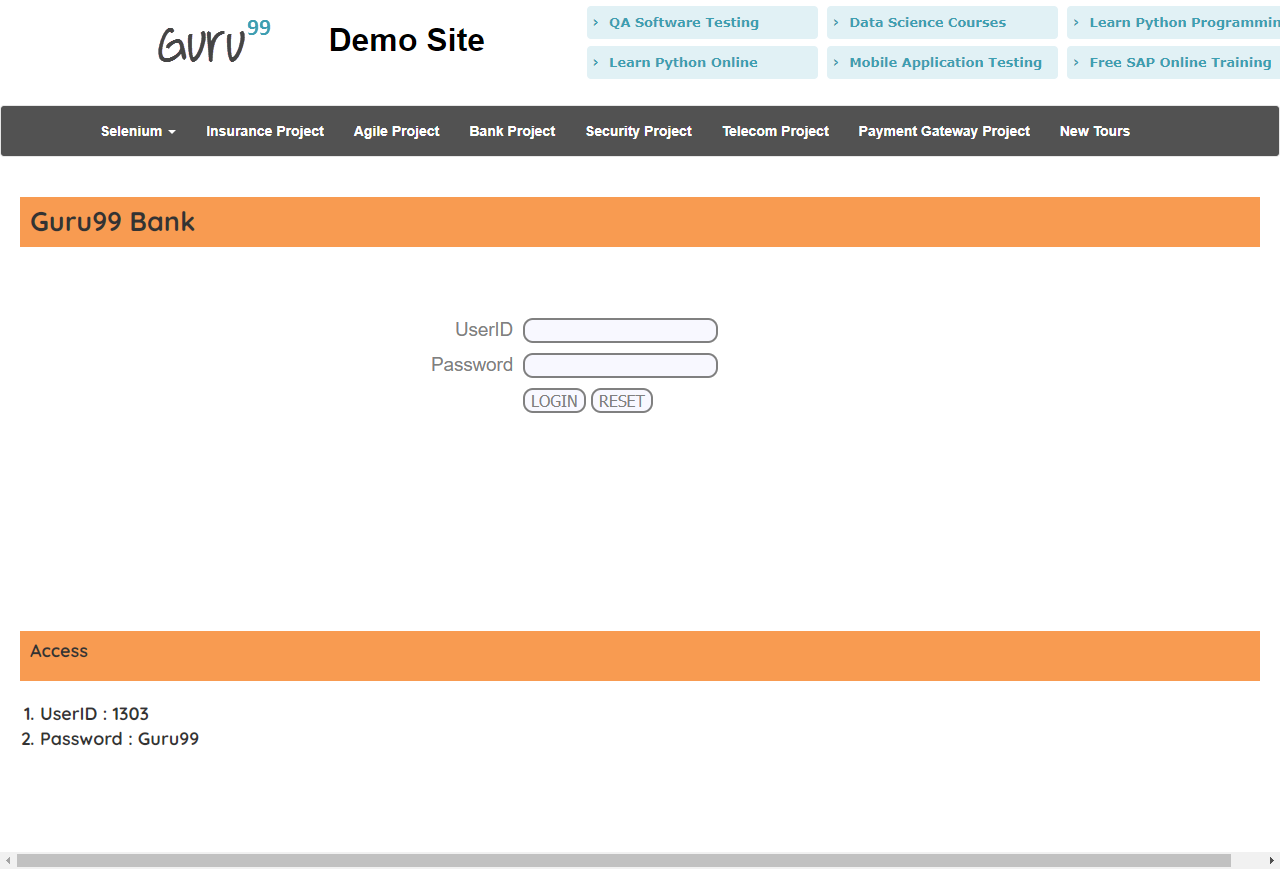 Guru99
Demo Site
› QA Software Testing
› Data Science Courses
› Learn Python Programmin
› Learn Python Online
› Mobile Application Testing
› Free SAP Online Training
Selenium
Insurance Project
Agile Project
Bank Project
Security Project
Telecom Project
Payment Gateway Project
New Tours
Guru99 Bank
UserID
Password
LOGIN RESET
Access
1. UserID : 1303
2. Password : Guru99